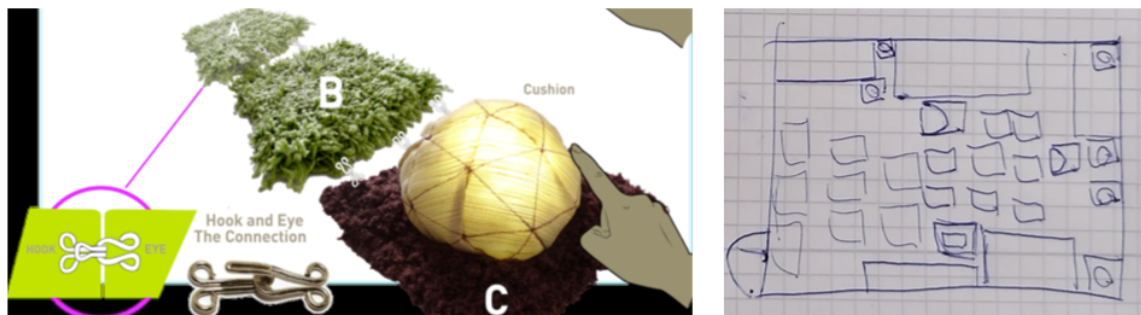 A
B
Cushion
Hook and Eye
The Connection
HOOK
EYE
C